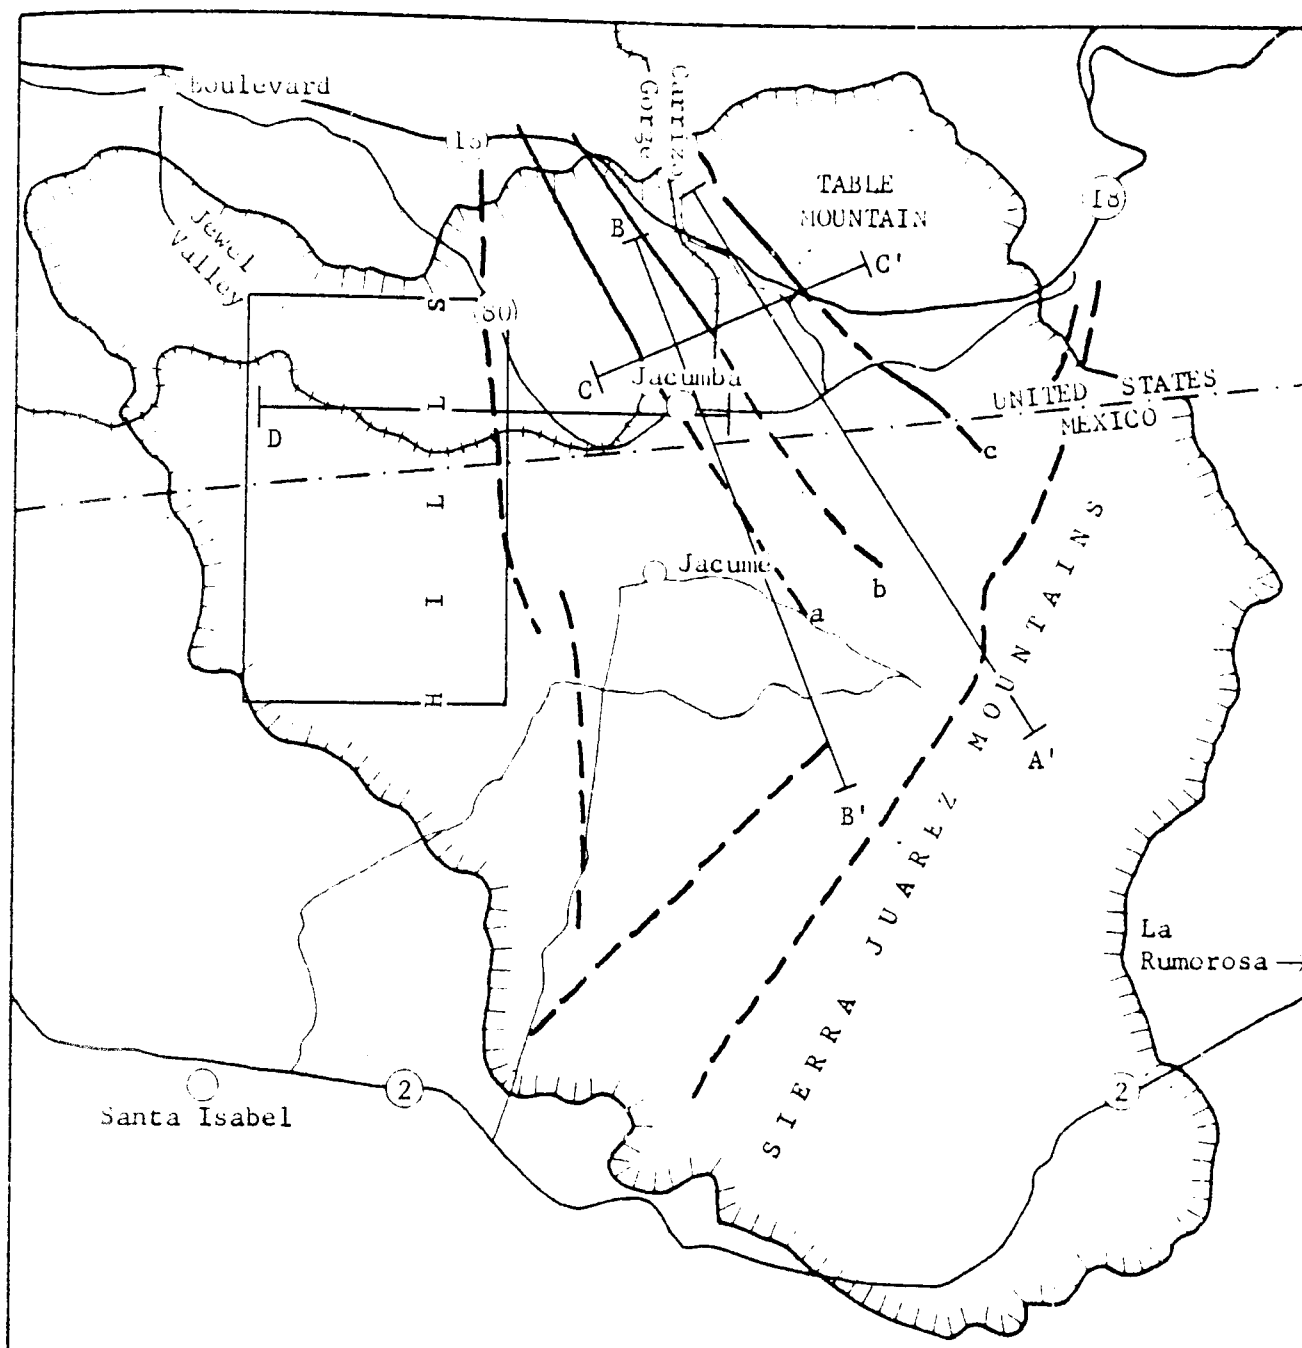 Boulevard
Carrizo
Gorge
TABLE
MOUNTAIN
18
Jewel
Valley
B
C'
80
C
Jacumba
UNITED STATES
MEXICO
D
c
HILLS
Jacume
b
a
A'
B'
SIERRA JUAREZ MOUNTAINS
La
Rumorosa
2
2
Santa Isabel